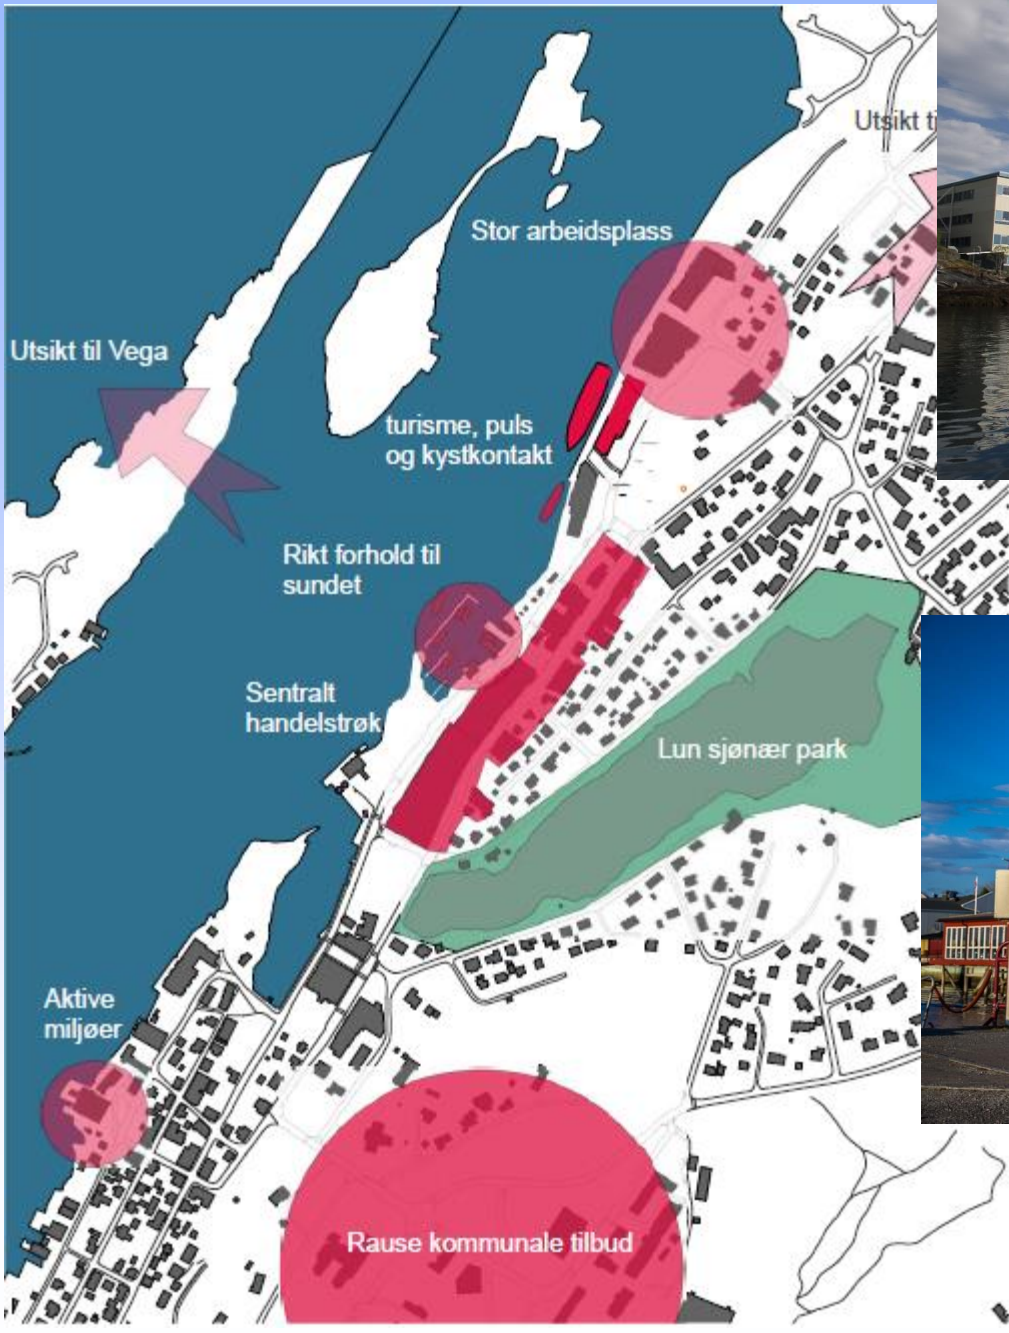 Utsikt ti
Stor arbeidsplass
Utsikt til Vega
turisme, puls
og kystkontakt
Rikt forhold til
sundet
Sentralt
handelstrøk
Lun sjønær park
Aktive
miljøer
Rause kommunale tilbud